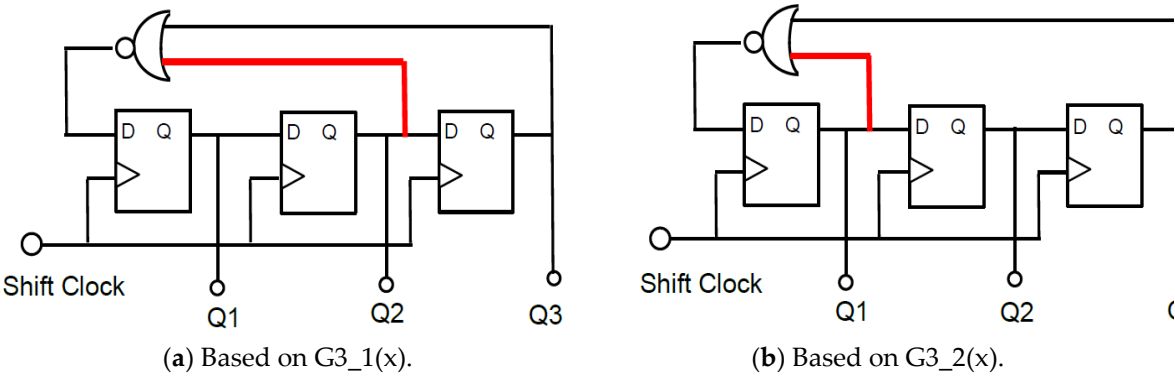 D Q D Q D Q
Shift Clock
Q1 Q2 Q3
(a) Based on G3_1(x).
D Q D Q D Q
Shift Clock
Q1 Q2
(b) Based on G3_2(x).